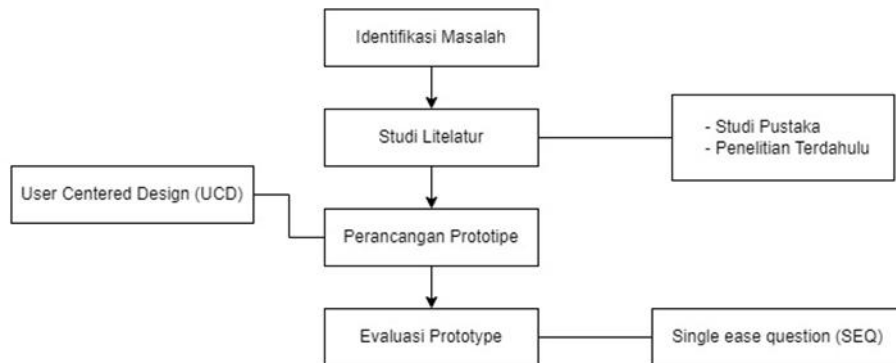 Identifikasi Masalah
Studi Litelatur
- Studi Pustaka
- Penelitian Terdahulu
User Centered Design (UCD)
Perancangan Prototipe
Evaluasi Prototype
Single ease question (SEQ)